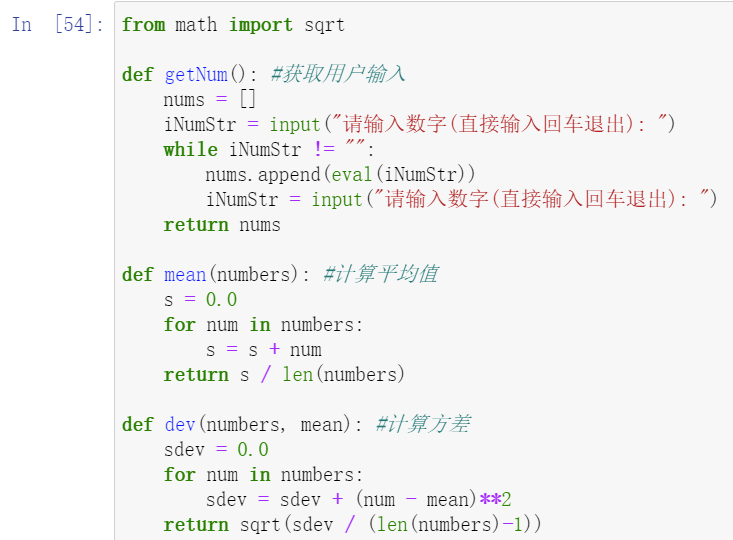 In [54]: from math import sqrt
def getNum(): #获取用户输入
    nums = []
    iNumStr = input("请输入数字(直接输入回车退出): ")
    while iNumStr != "":
        nums.append(eval(iNumStr))
        iNumStr = input("请输入数字(直接输入回车退出): ")
    return nums
def mean(numbers): #计算平均值
    s = 0.0
    for num in numbers:
        s = s + num
    return s / len(numbers)
def dev(numbers, mean): #计算方差
    sdev = 0.0
    for num in numbers:
        sdev = sdev + (num - mean)**2
    return sqrt(sdev / (len(numbers)-1))